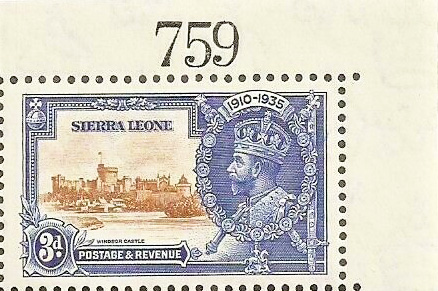 759
1910-1935
SIERRA LEONE
WINDSOR CASTLE
3d
POSTAGE & REVENUE